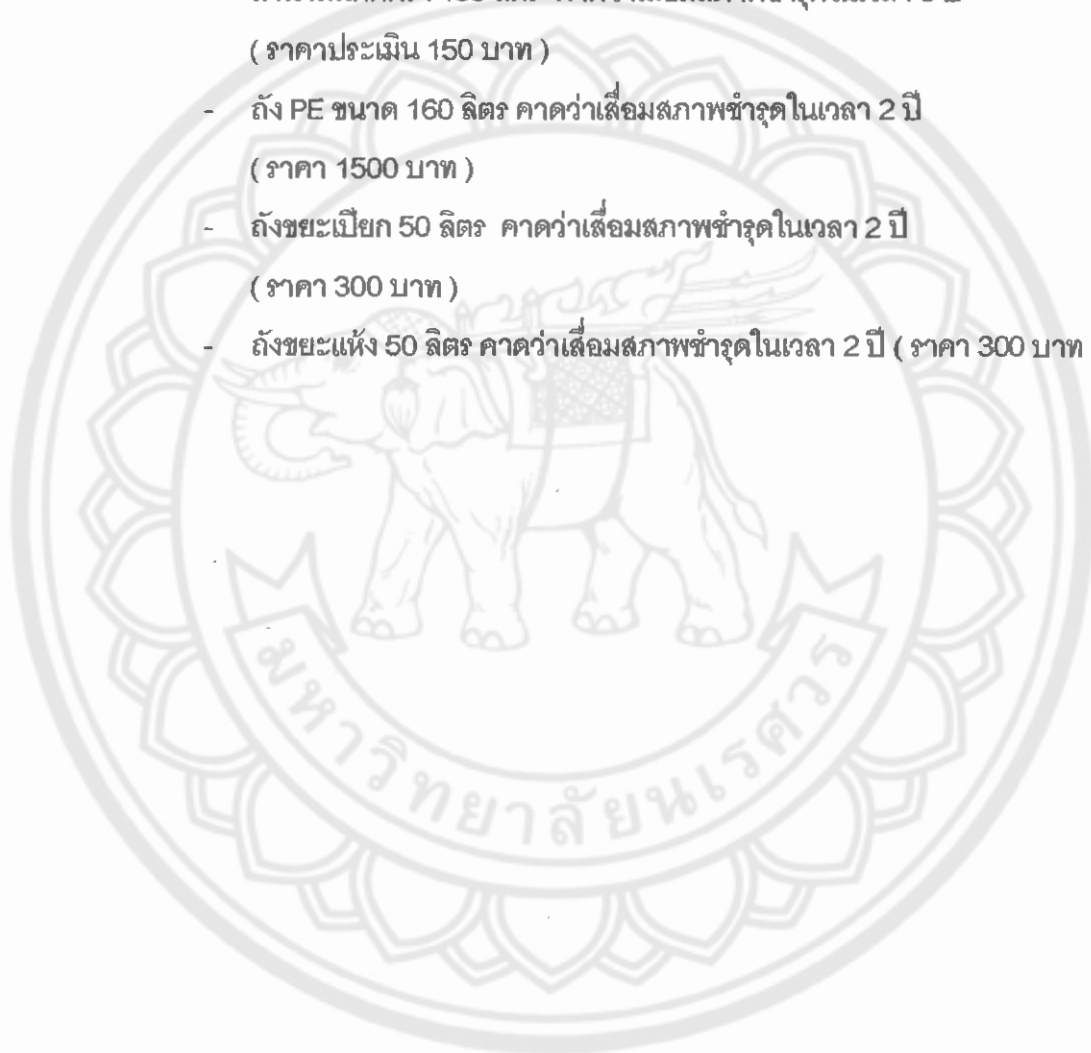 ( ราคาประเมิน 150 บาท )
- ถัง PE ขนาด 160 ลิตร คาดว่าเสื่อมสภาพชำรุดในเวลา 2 ปี
( ราคา 1500 บาท )
- ถังขยะเปียก 50 ลิตร คาดว่าเสื่อมสภาพชำรุดในเวลา 2 ปี
( ราคา 300 บาท )
- ถังขยะแห้ง 50 ลิตร คาดว่าเสื่อมสภาพชำรุดในเวลา 2 ปี ( ราคา 300 บาท
มหาวิทยาลัยนเรศวร